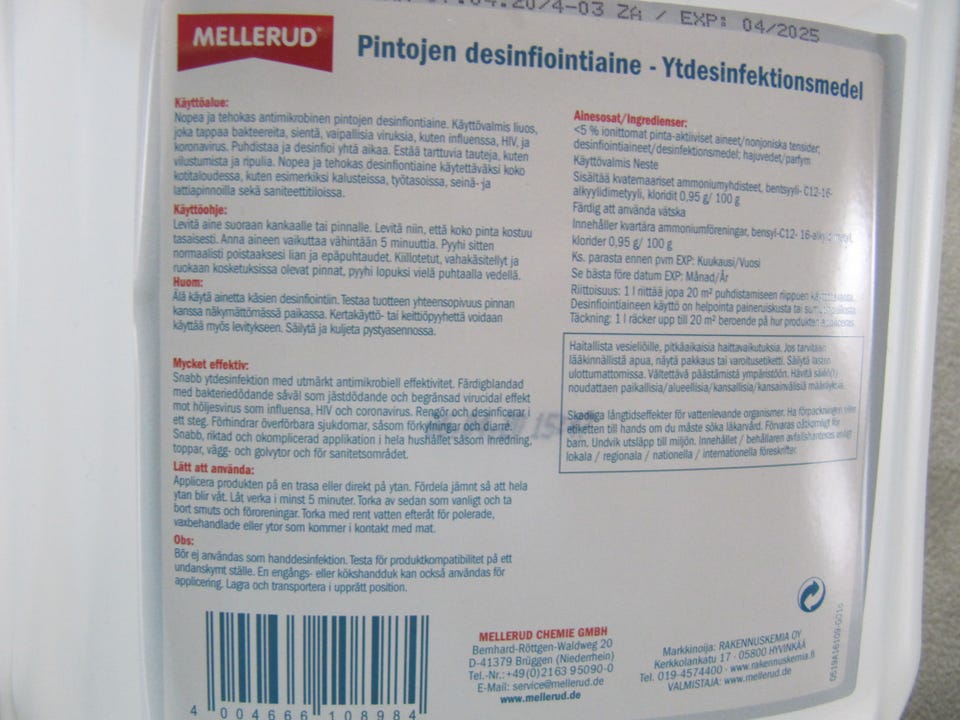 ZA / EXP: 04/2025
MELLERUD
Pintojen desinfiointiaine - Ytdesinfektionsmedel
Käyttöalue:
Nopea ja tehokas antimikrobinen pintojen desinfiontiaine. Käyttövalmis liuos,
joka tappaa bakteereita, sientä, vaipallisia viruksia, kuten influenssa, HIV, ja
koronavirus. Puhdistaa ja desinfioi yhtä aikaa. Estää tarttuvia tauteja, kuten
vilustumista ja ripulia. Nopea ja tehokas desinfiontiaine käytettäväksi koko
kotitaloudessa, kuten esimerkiksi kalusteissa, työtasoissa, seinä- ja
lattiapinnoilla sekä saniteettitiloissa.
Käyttöohje:
Levitä aine suoraan kankaalle tai pinnalle. Levitä niin, että koko pinta kostuu
tasaisesti. Anna aineen vaikuttaa vähintään 5 minuuttia. Pyyhi sitten
normaalisti poistaaksesi lian ja epäpuhtaudet. Kiillotetut, vahakäsitellyt ja
ruokaan kosketuksissa olevat pinnat, pyyhi lopuksi vielä puhtaalla vedellä.
Huom:
Älä käytä ainetta käsien desinfiointiin. Testaa tuotteen yhteensopivuus pinnan
kanssa näkymättömässä paikassa. Kertakäyttö- tai keittiöpyyhettä voidaan
käyttää myös levitykseen. Säilytä ja kuljeta pystyasennossa.
Mycket effektiv:
Snabb ytdesinfektion med utmärkt antimikrobiell effektivitet. Färdigblandad
med bakteriedödande såväl som jästdödande och begränsad virucidal effekt
mot höljesvirus som influensa, HIV och coronavirus. Rengör och desinficerar i
ett steg. Förhindrar överförbara sjukdomar, såsom förkylningar och diarré.
Snabb, riktad och okomplicerad applikation i hela hushållet såsom inredning,
toppar, vägg- och golvytor och för sanitetsområdet.
Lätt att använda:
Applicera produkten på en trasa eller direkt på ytan. Fördela jämnt så att hela
ytan blir våt. Låt verka i minst 5 minuter. Torka av sedan som vanligt och ta
bort smuts och föroreningar. Torka med rent vatten efteråt för polerade,
vaxbehandlade eller ytor som kommer i kontakt med mat.
Obs:
Bör ej användas som handdesinfektion. Testa för produktkompatibilitet på ett
undanskymt ställe. En engångs- eller kökshandduk kan också användas för
applicering. Lagra och transportera i upprätt position.
Ainesosat/Ingredienser:
<5 % ionittomat pinta-aktiiviset aineet/nonjoniska tensider;
desinfiointiaineet/desinfektionsmedel; hajuvedet/parfym
Käyttövalmis Neste
Sisältää kvaternaariset ammoniumyhdisteet, bentsyyli- C12-16-
alkyylidimetyyli, kloridit 0,95 g/ 100 g
Färdig att använda vätska
Innehåller kvartära ammoniumföreningar, bensyl-C12- 16-alkyldimetyl,
klorider 0,95 g/ 100 g
Ks. parasta ennen pvm EXP: Kuukausi/Vuosi
Se bästa före datum EXP: Månad/År
Riittoisuus: 1 l riittää jopa 20 m² puhdistamiseen riippuen
Desinfiointiaineen käyttö on helpointa paineruiskusta tai
Täckning: 1 l räcker upp till 20 m² beroende på hur produkten appliceras.
Haitallista vesieliöille, pitkäaikaisia haittavaikutuksia. Jos tarvitaan
lääkinnällistä apua, näytä pakkaus tai varoitusetiketti. Säilytä lasten
ulottumattomissa. Vältettävä päästämistä ympäristöön. Hävitä säiliö(t)
noudattaen paikallisia/alueellisia/kansallisia/kansainvälisiä määräyksiä.
Skadliga långtidseffekter för vattenlevande organismer. Ha förpackningen eller
etiketten till hands om du måste söka läkarvård. Förvaras oåtkomligt för
barn. Undvik utsläpp till miljön. Innehållet / behållaren avfallshanteras enligt
lokala / regionala / nationella / internationella föreskrifter.
4 004666 108984
MELLERUD CHEMIE GMBH
Bernhard-Röttgen-Waldweg 20
D-41379 Brüggen (Niederrhein)
Tel.-Nr.: +49(0)2163 95090-0
E-Mail: service@mellerud.de
www.mellerud.de
Markkinoija: RAKENNUSKEMIA OY
Kerkkolankatu 17 · 05800 HYVINKÄÄ
Tel. 019-4574400 · www.rakennuskemia.fi
VALMISTAJA: www.mellerud.de